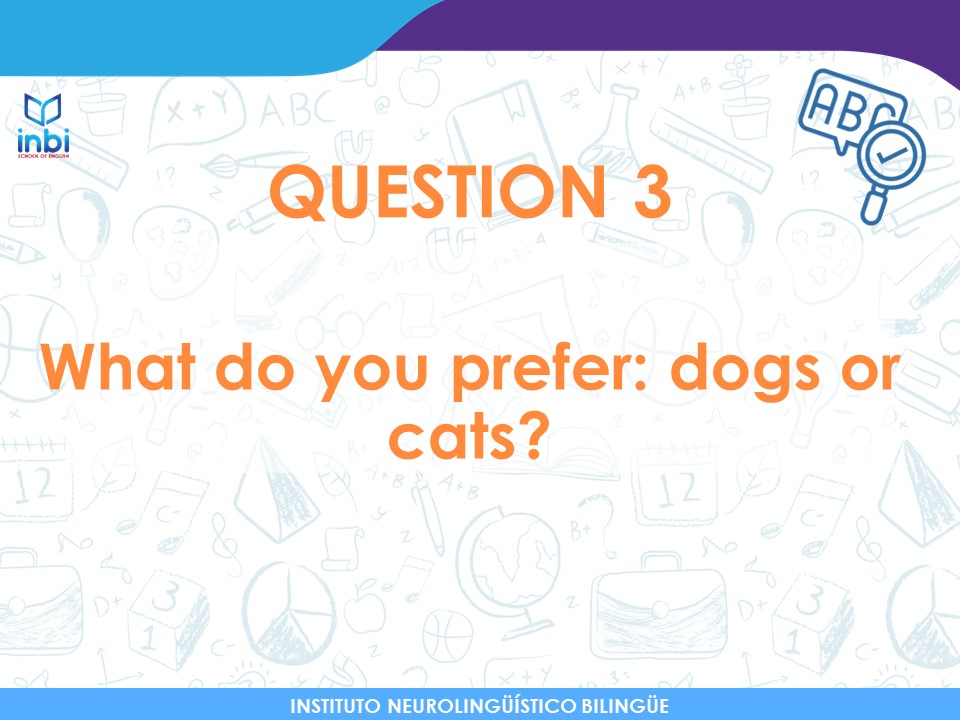 inbi
SCHOOL OF ENGLISH
ABC
QUESTION 3
What do you prefer: dogs or
cats?
INSTITUTO NEUROLINGÜÍSTICO BILINGÜE